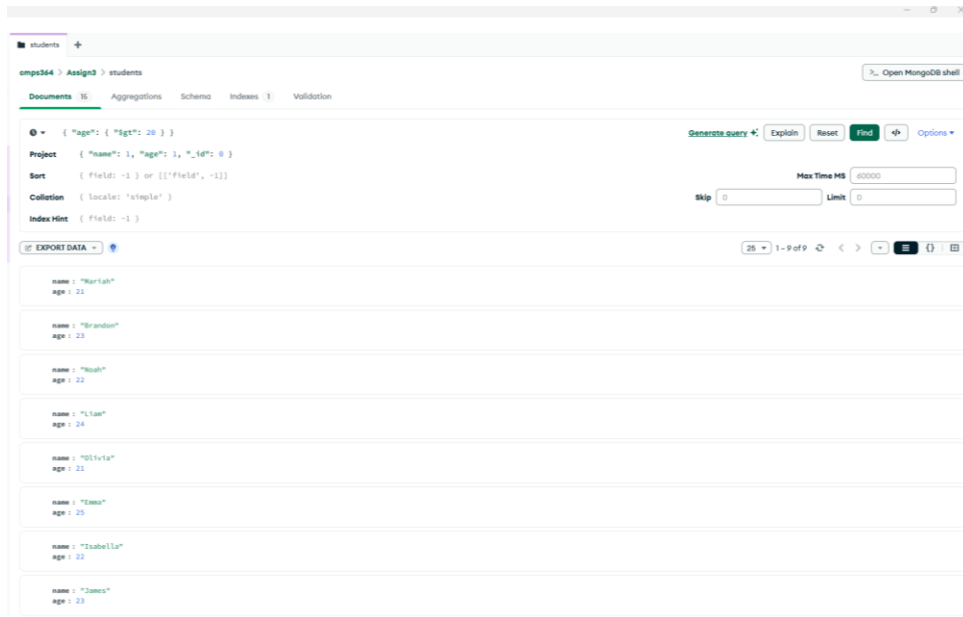 students +
cmps364 > Assign3 > students
>_ Open MongoDB shell
Documents 16 Aggregations Schema Indexes 1 Validation
{ "age": { "$gt": 20 } }
Generate query Explain Reset Find </> Options
Project { "name": 1, "age": 1, "_id": 0 }
Sort { field: -1 } or [['field', -1]]
Max Time MS 60000
Collation { locale: 'simple' }
Skip 0 Limit 0
Index Hint { field: -1 }
EXPORT DATA
25 1 – 9 of 9 {}
name : "Mariah"
age : 21
name : "Brandon"
age : 23
name : "Noah"
age : 22
name : "Liam"
age : 24
name : "Olivia"
age : 21
name : "Emma"
age : 25
name : "Isabella"
age : 22
name : "James"
age : 23